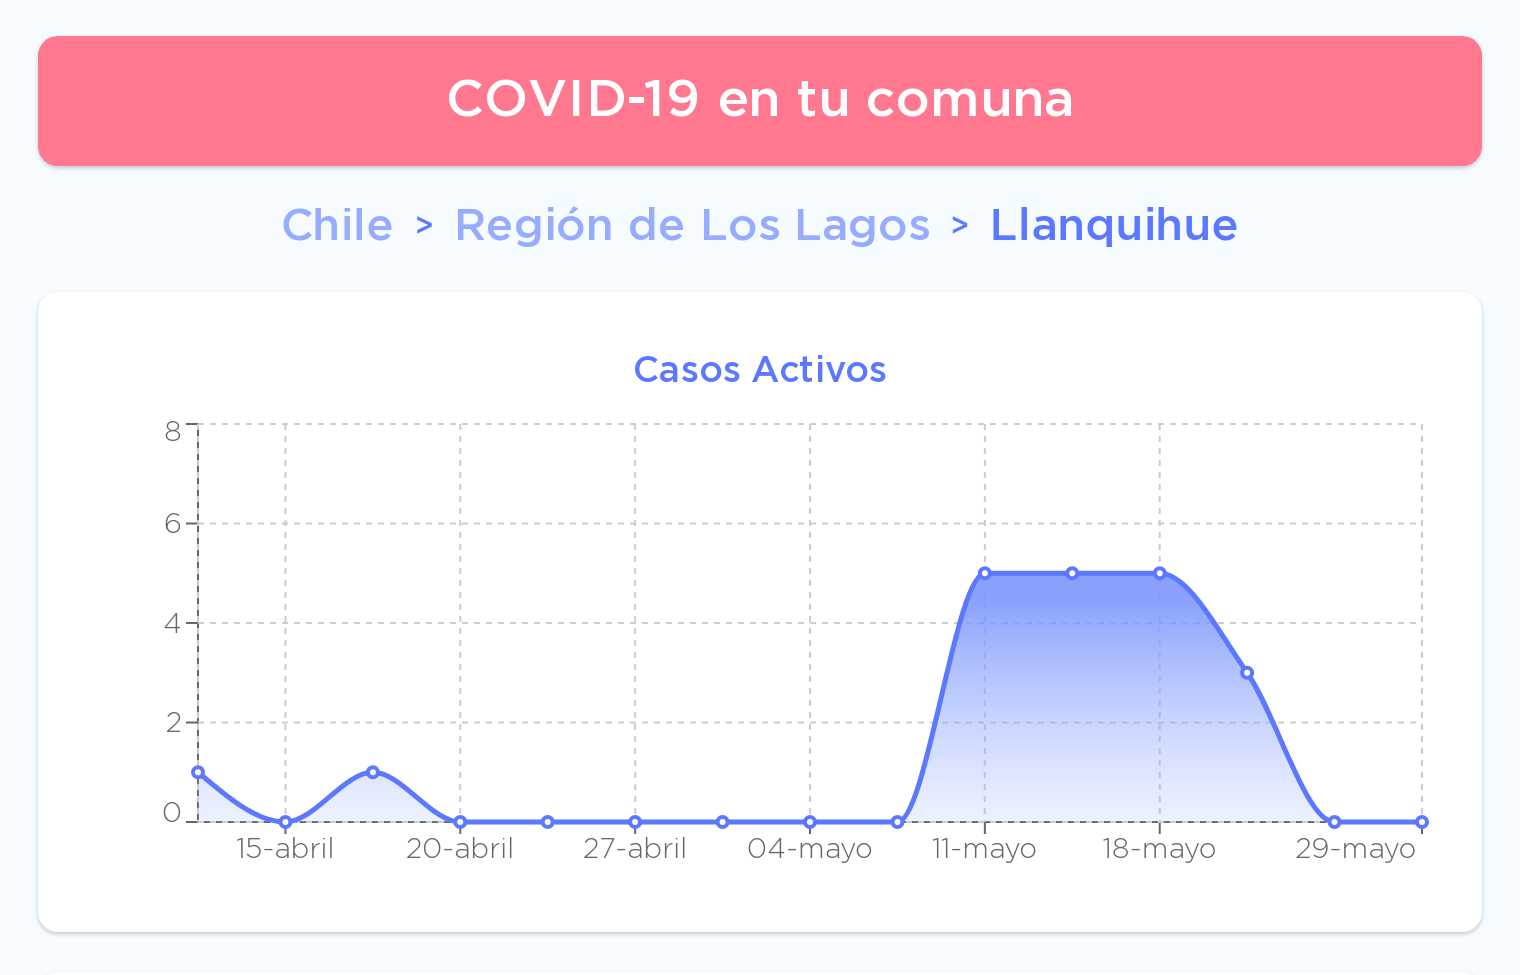 COVID-19 en tu comuna
Chile > Región de Los Lagos > Llanquihue
Casos Activos
8
6
4
2
0
15-abril 20-abril 27-abril 04-mayo 11-mayo 18-mayo 29-mayo